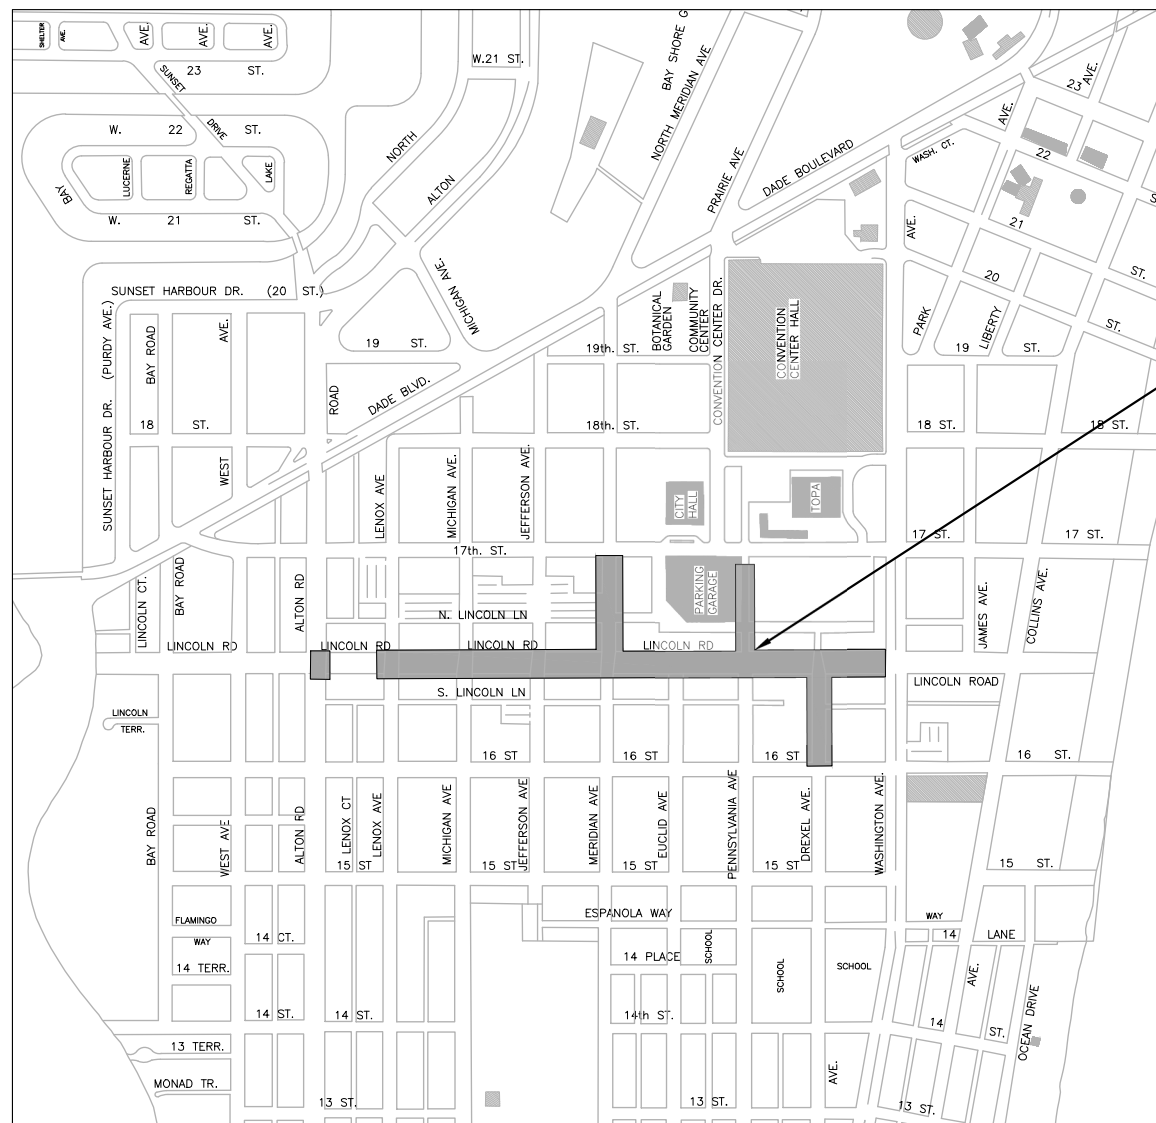 SHELTER
AVE.
AVE.
AVE.
AVE.
23 ST.
SUNSET
DRIVE
W. 22 ST.
LUCERNE
REGATTA
LAKE
BAY
W. 21 ST.
W.21 ST.
NORTH
ALTON
BAY SHORE G
NORTH MERIDIAN AVE
PRAIRIE AVE
DADE BOULEVARD
WASH. CT.
AVE.
23 AVE.
22
21
20
ST.
ST.
AVE.
PARK
LIBERTY
19 ST.
SUNSET HARBOUR DR. (20 ST.)
SUNSET HARBOUR DR. (PURDY AVE.)
BAY ROAD
AVE.
WEST
18 ST.
MICHIGAN AVE.
19 ST.
ROAD
DADE BLVD.
19th. ST.
18th. ST.
BOTANICAL
GARDEN
COMMUNITY
CENTER
CONVENTION CENTER DR.
CONVENTION
CENTER HALL
18 ST.
18 ST.
LENOX AVE
MICHIGAN AVE.
JEFFERSON AVE.
CITY
HALL
TOPA
17 ST.
17 ST.
17th. ST.
LINCOLN CT.
BAY ROAD
ALTON RD
N. LINCOLN LN
PARKING
GARAGE
JAMES AVE.
COLLINS AVE.
LINCOLN RD
LINCOLN RD
LINCOLN RD
LINCOLN RD
LINCOLN ROAD
S. LINCOLN LN
LINCOLN
TERR.
16 ST
16 ST
16 ST
16 ST.
BAY ROAD
WEST AVE
ALTON RD
LENOX CT
LENOX AVE
MICHIGAN AVE
JEFFERSON AVE
MERIDIAN AVE
EUCLID AVE
PENNSYLVANIA AVE
DREXEL AVE.
WASHINGTON AVE.
15 ST
15 ST
15 ST
15 ST
15 ST.
FLAMINGO
WAY
ESPANOLA WAY
WAY
14 CT.
14 TERR.
14 PLACE
SCHOOL
SCHOOL
SCHOOL
14 LANE
AVE.
14 ST.
14 ST.
14th ST.
14 ST.
OCEAN DRIVE
13 TERR.
MONAD TR.
AVE.
13 ST.
13 ST.
13 ST.